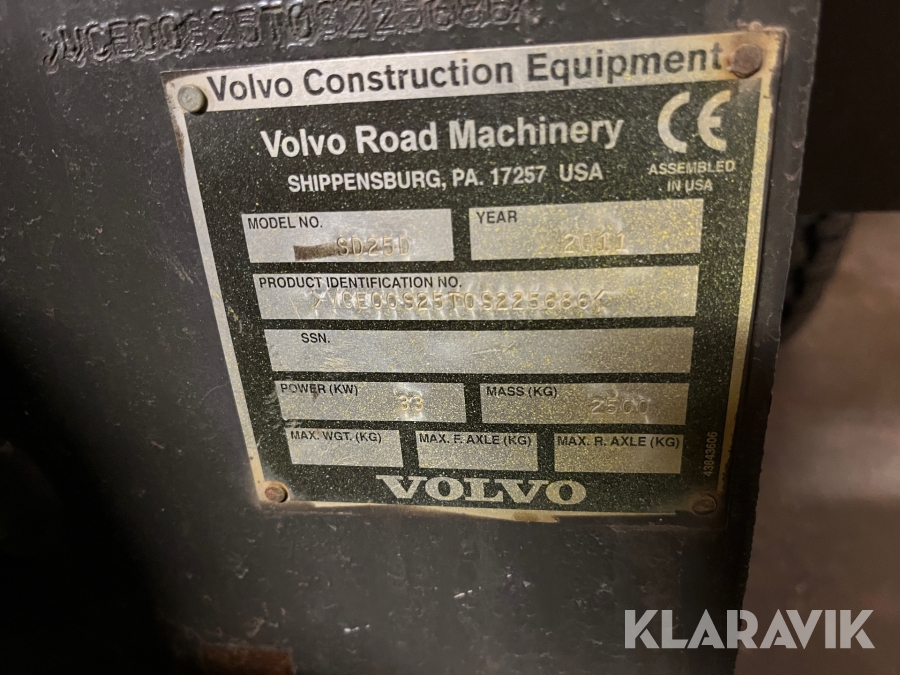 Volvo Construction Equipment
Volvo Road Machinery
SHIPPENSBURG, PA. 17257 USA
CE
ASSEMBLED
IN USA
MODEL NO.
SD25D
YEAR
2011
PRODUCT IDENTIFICATION NO.
SSN.
POWER (KW)
MASS (KG)
2500
MAX. WGT. (KG)
MAX. F. AXLE (KG)
MAX. R. AXLE (KG)
43843606
VOLVO
KLARAVIK